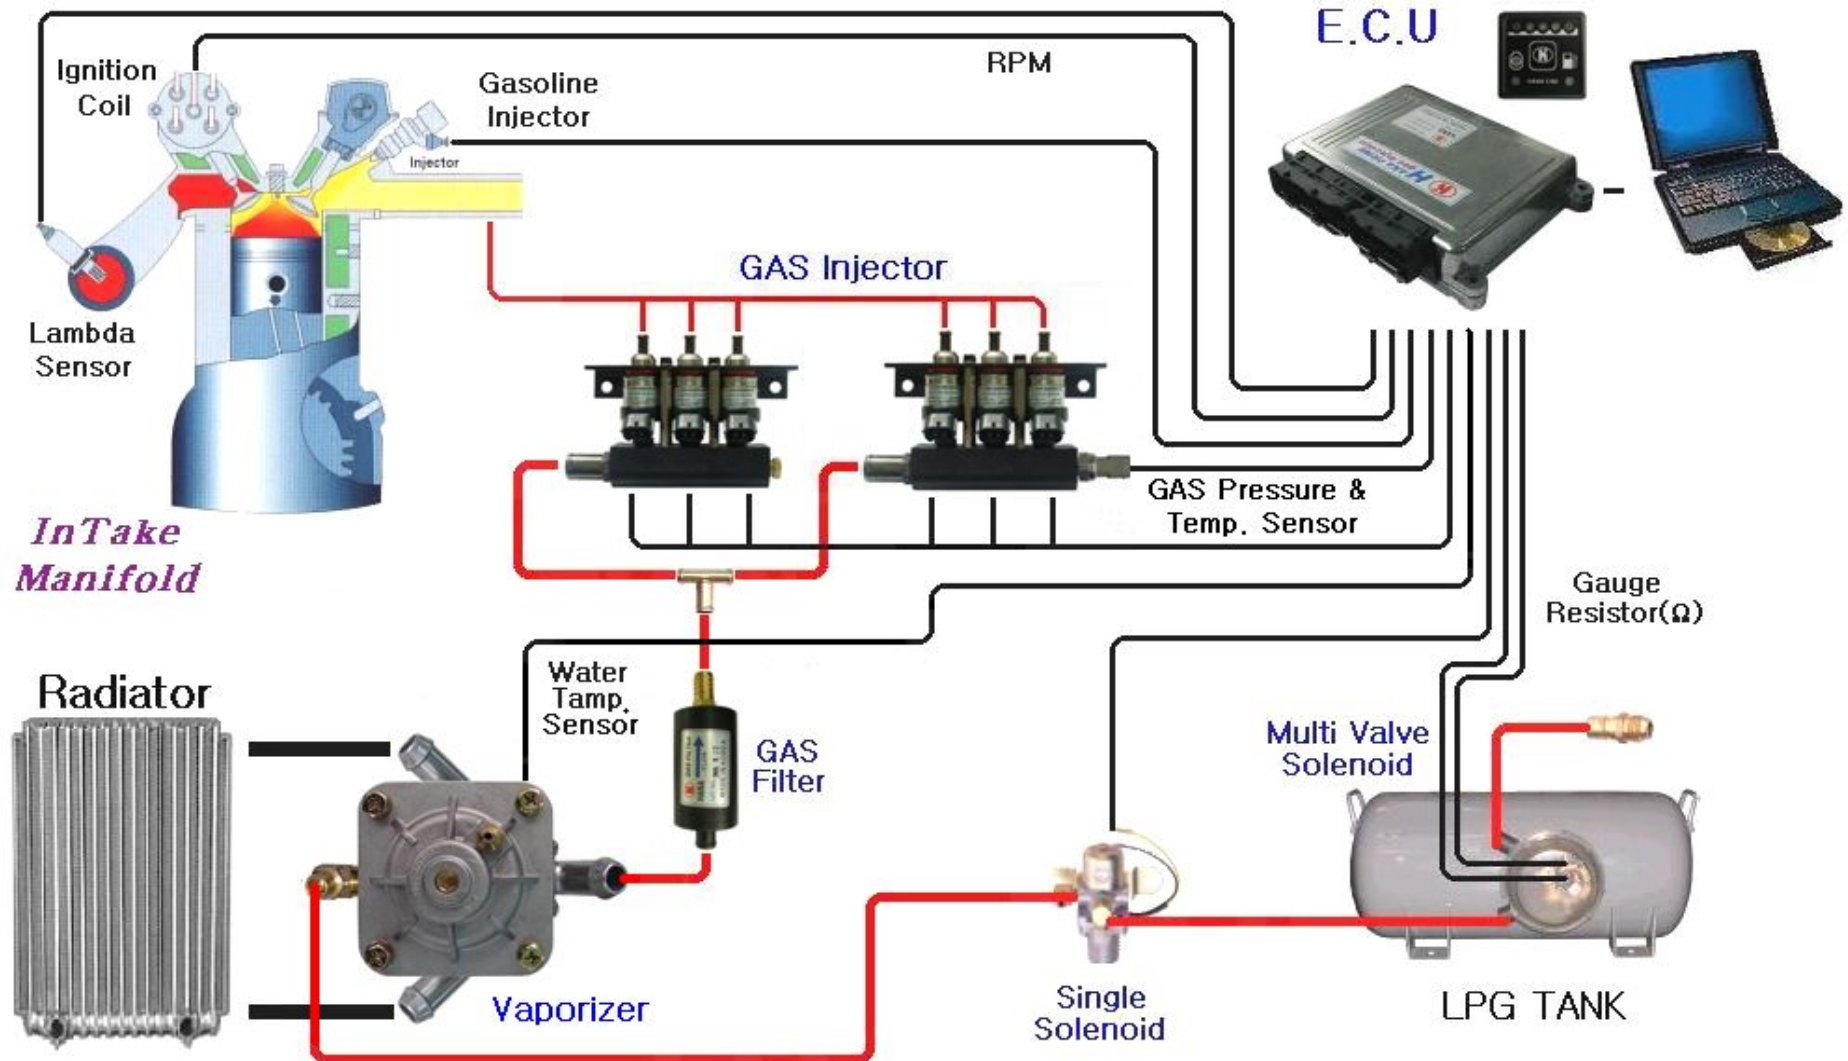 E.C.U
RPM
Ignition
Coil
Gasoline
Injector
Injector
GAS Injector
Lambda
Sensor
GAS Pressure &
Temp. Sensor
InTake
Manifold
Gauge
Resistor(Ω)
Water
Tamp.
Sensor
Radiator
GAS
Filter
Multi Valve
Solenoid
Vaporizer
Single
Solenoid
LPG TANK